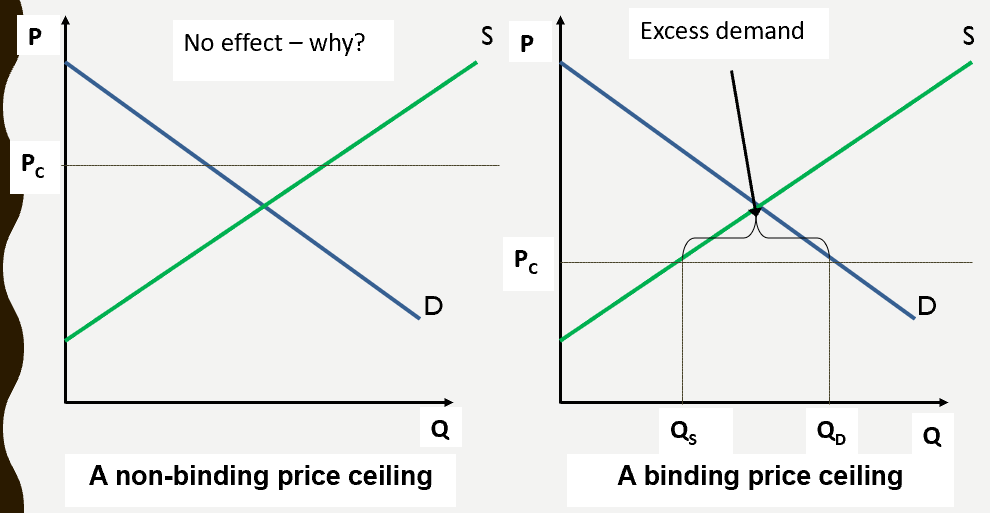 P
No effect – why?
S
P_C
D
Q
A non-binding price ceiling
P
Excess demand
S
P_C
D
Q_S
Q_D
Q
A binding price ceiling